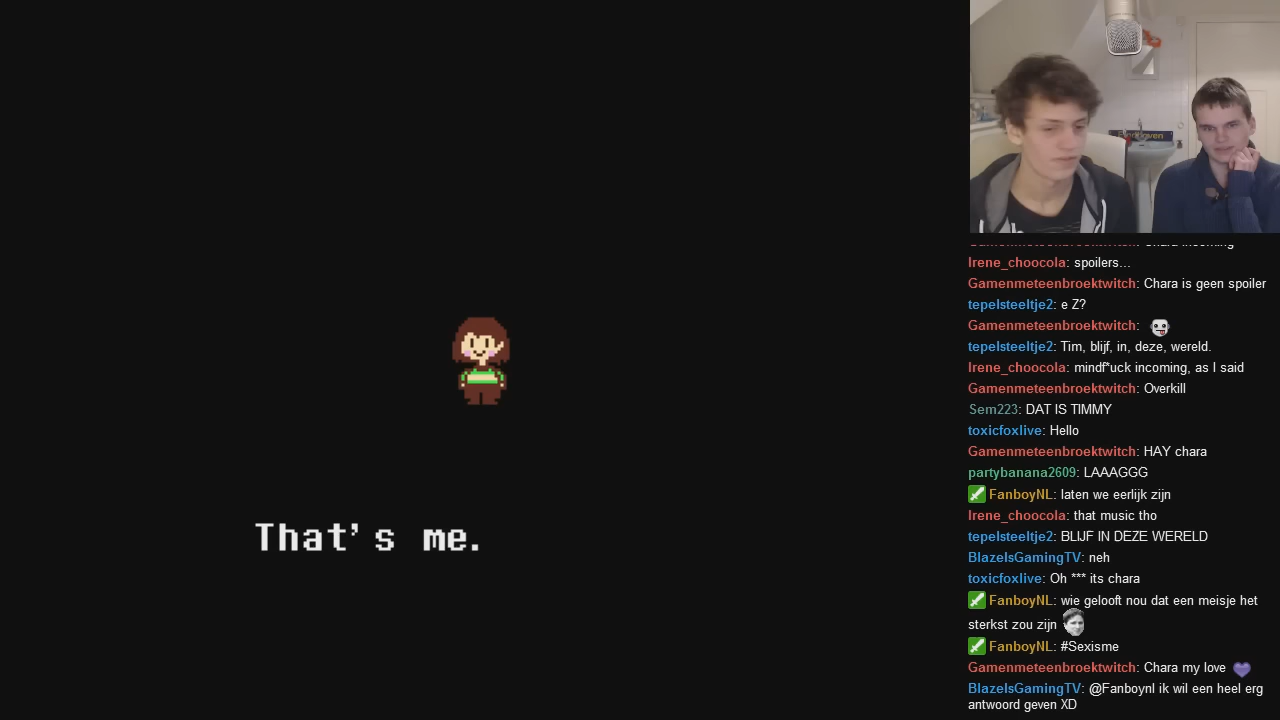 That's me.
Irene_choocola: spoilers...
Gamenmeteenbroektwitch: Chara is geen spoiler
tepelsteeltje2: e Z?
Gamenmeteenbroektwitch:
tepelsteeltje2: Tim, blijf, in, deze, wereld.
Irene_choocola: mindf*uck incoming, as I said
Gamenmeteenbroektwitch: Overkill
Sem223: DAT IS TIMMY
toxicfoxlive: Hello
Gamenmeteenbroektwitch: HAY chara
partybanana2609: LAAAGGG
FanboyNL: laten we eerlijk zijn
Irene_choocola: that music tho
tepelsteeltje2: BLIJF IN DEZE WERELD
BlazeIsGamingTV: neh
toxicfoxlive: Oh *** its chara
FanboyNL: wie gelooft nou dat een meisje het
sterkst zou zijn
FanboyNL: #Sexisme
Gamenmeteenbroektwitch: Chara my love
BlazeIsGamingTV: @Fanboynl ik wil een heel erg
antwoord geven XD